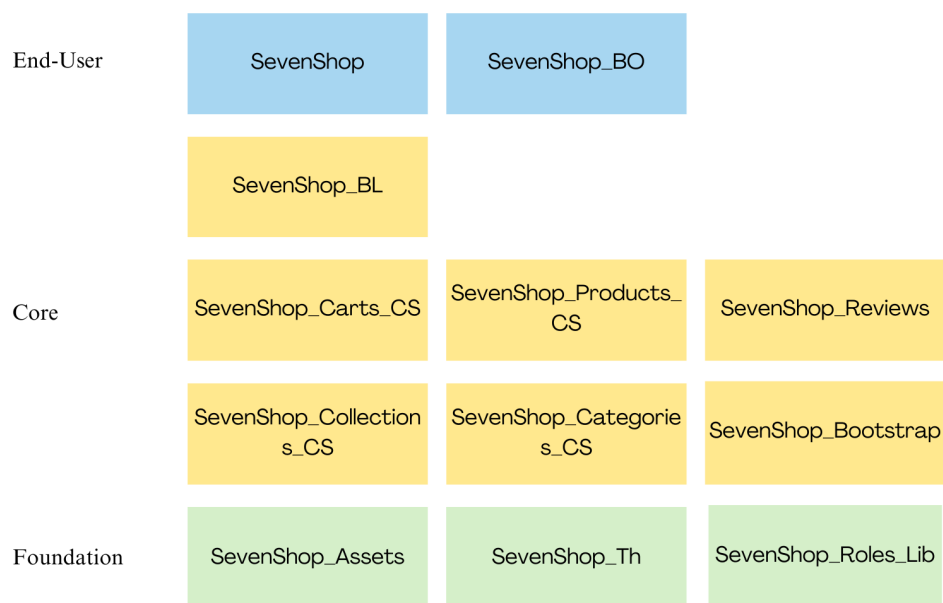 End-User
SevenShop
SevenShop_BO
SevenShop_BL
Core
SevenShop_Carts_CS
SevenShop_Products_
CS
SevenShop_Reviews
SevenShop_Collection
s_CS
SevenShop_Categorie
s_CS
SevenShop_Bootstrap
Foundation
SevenShop_Assets
SevenShop_Th
SevenShop_Roles_Lib